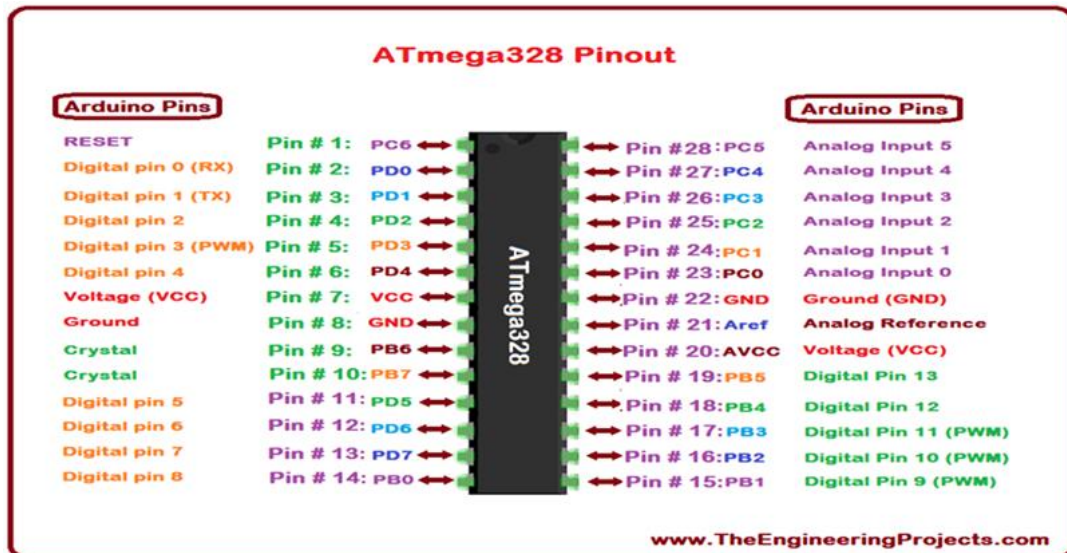 ATmega328 Pinout
Arduino Pins
Arduino Pins
RESET Pin # 1: PC6 Pin #28:PC5 Analog Input 5
Digital pin 0 (RX) Pin # 2: PD0 Pin #27:PC4 Analog Input 4
Digital pin 1 (TX) Pin # 3: PD1 Pin # 26:PC3 Analog Input 3
Digital pin 2 Pin # 4: PD2 Pin # 25:PC2 Analog Input 2
Digital pin 3 (PWM) Pin # 5: PD3 Pin # 24:PC1 Analog Input 1
Digital pin 4 Pin # 6: PD4 Pin # 23:PC0 Analog Input 0
Voltage (VCC) Pin # 7: VCC Pin # 22:GND Ground (GND)
Ground Pin # 8: GND Pin # 21:Aref Analog Reference
Crystal Pin # 9: PB6 Pin # 20:AVCC Voltage (VCC)
Crystal Pin # 10:PB7 Pin # 19:PB5 Digital Pin 13
Digital pin 5 Pin # 11:PD5 Pin # 18:PB4 Digital Pin 12
Digital pin 6 Pin # 12:PD6 Pin # 17:PB3 Digital Pin 11 (PWM)
Digital pin 7 Pin # 13:PD7 Pin # 16:PB2 Digital Pin 10 (PWM)
Digital pin 8 Pin # 14:PB0 Pin # 15:PB1 Digital Pin 9 (PWM)
ATmega328
www.TheEngineeringProjects.com